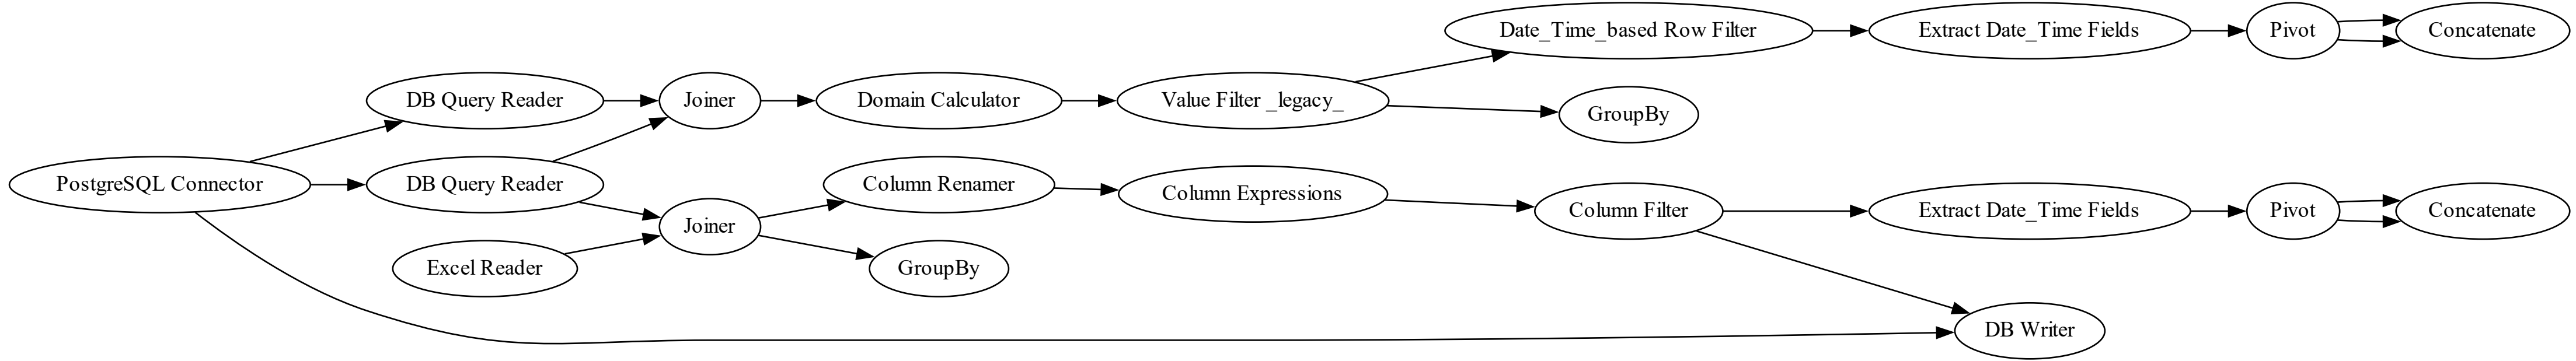 Date_Time_based Row Filter
Extract Date_Time Fields
Pivot
Concatenate
DB Query Reader
Joiner
Domain Calculator
Value Filter _legacy_
GroupBy
PostgreSQL Connector
DB Query Reader
Column Renamer
Column Expressions
Column Filter
Extract Date_Time Fields
Pivot
Concatenate
Joiner
Excel Reader
GroupBy
DB Writer